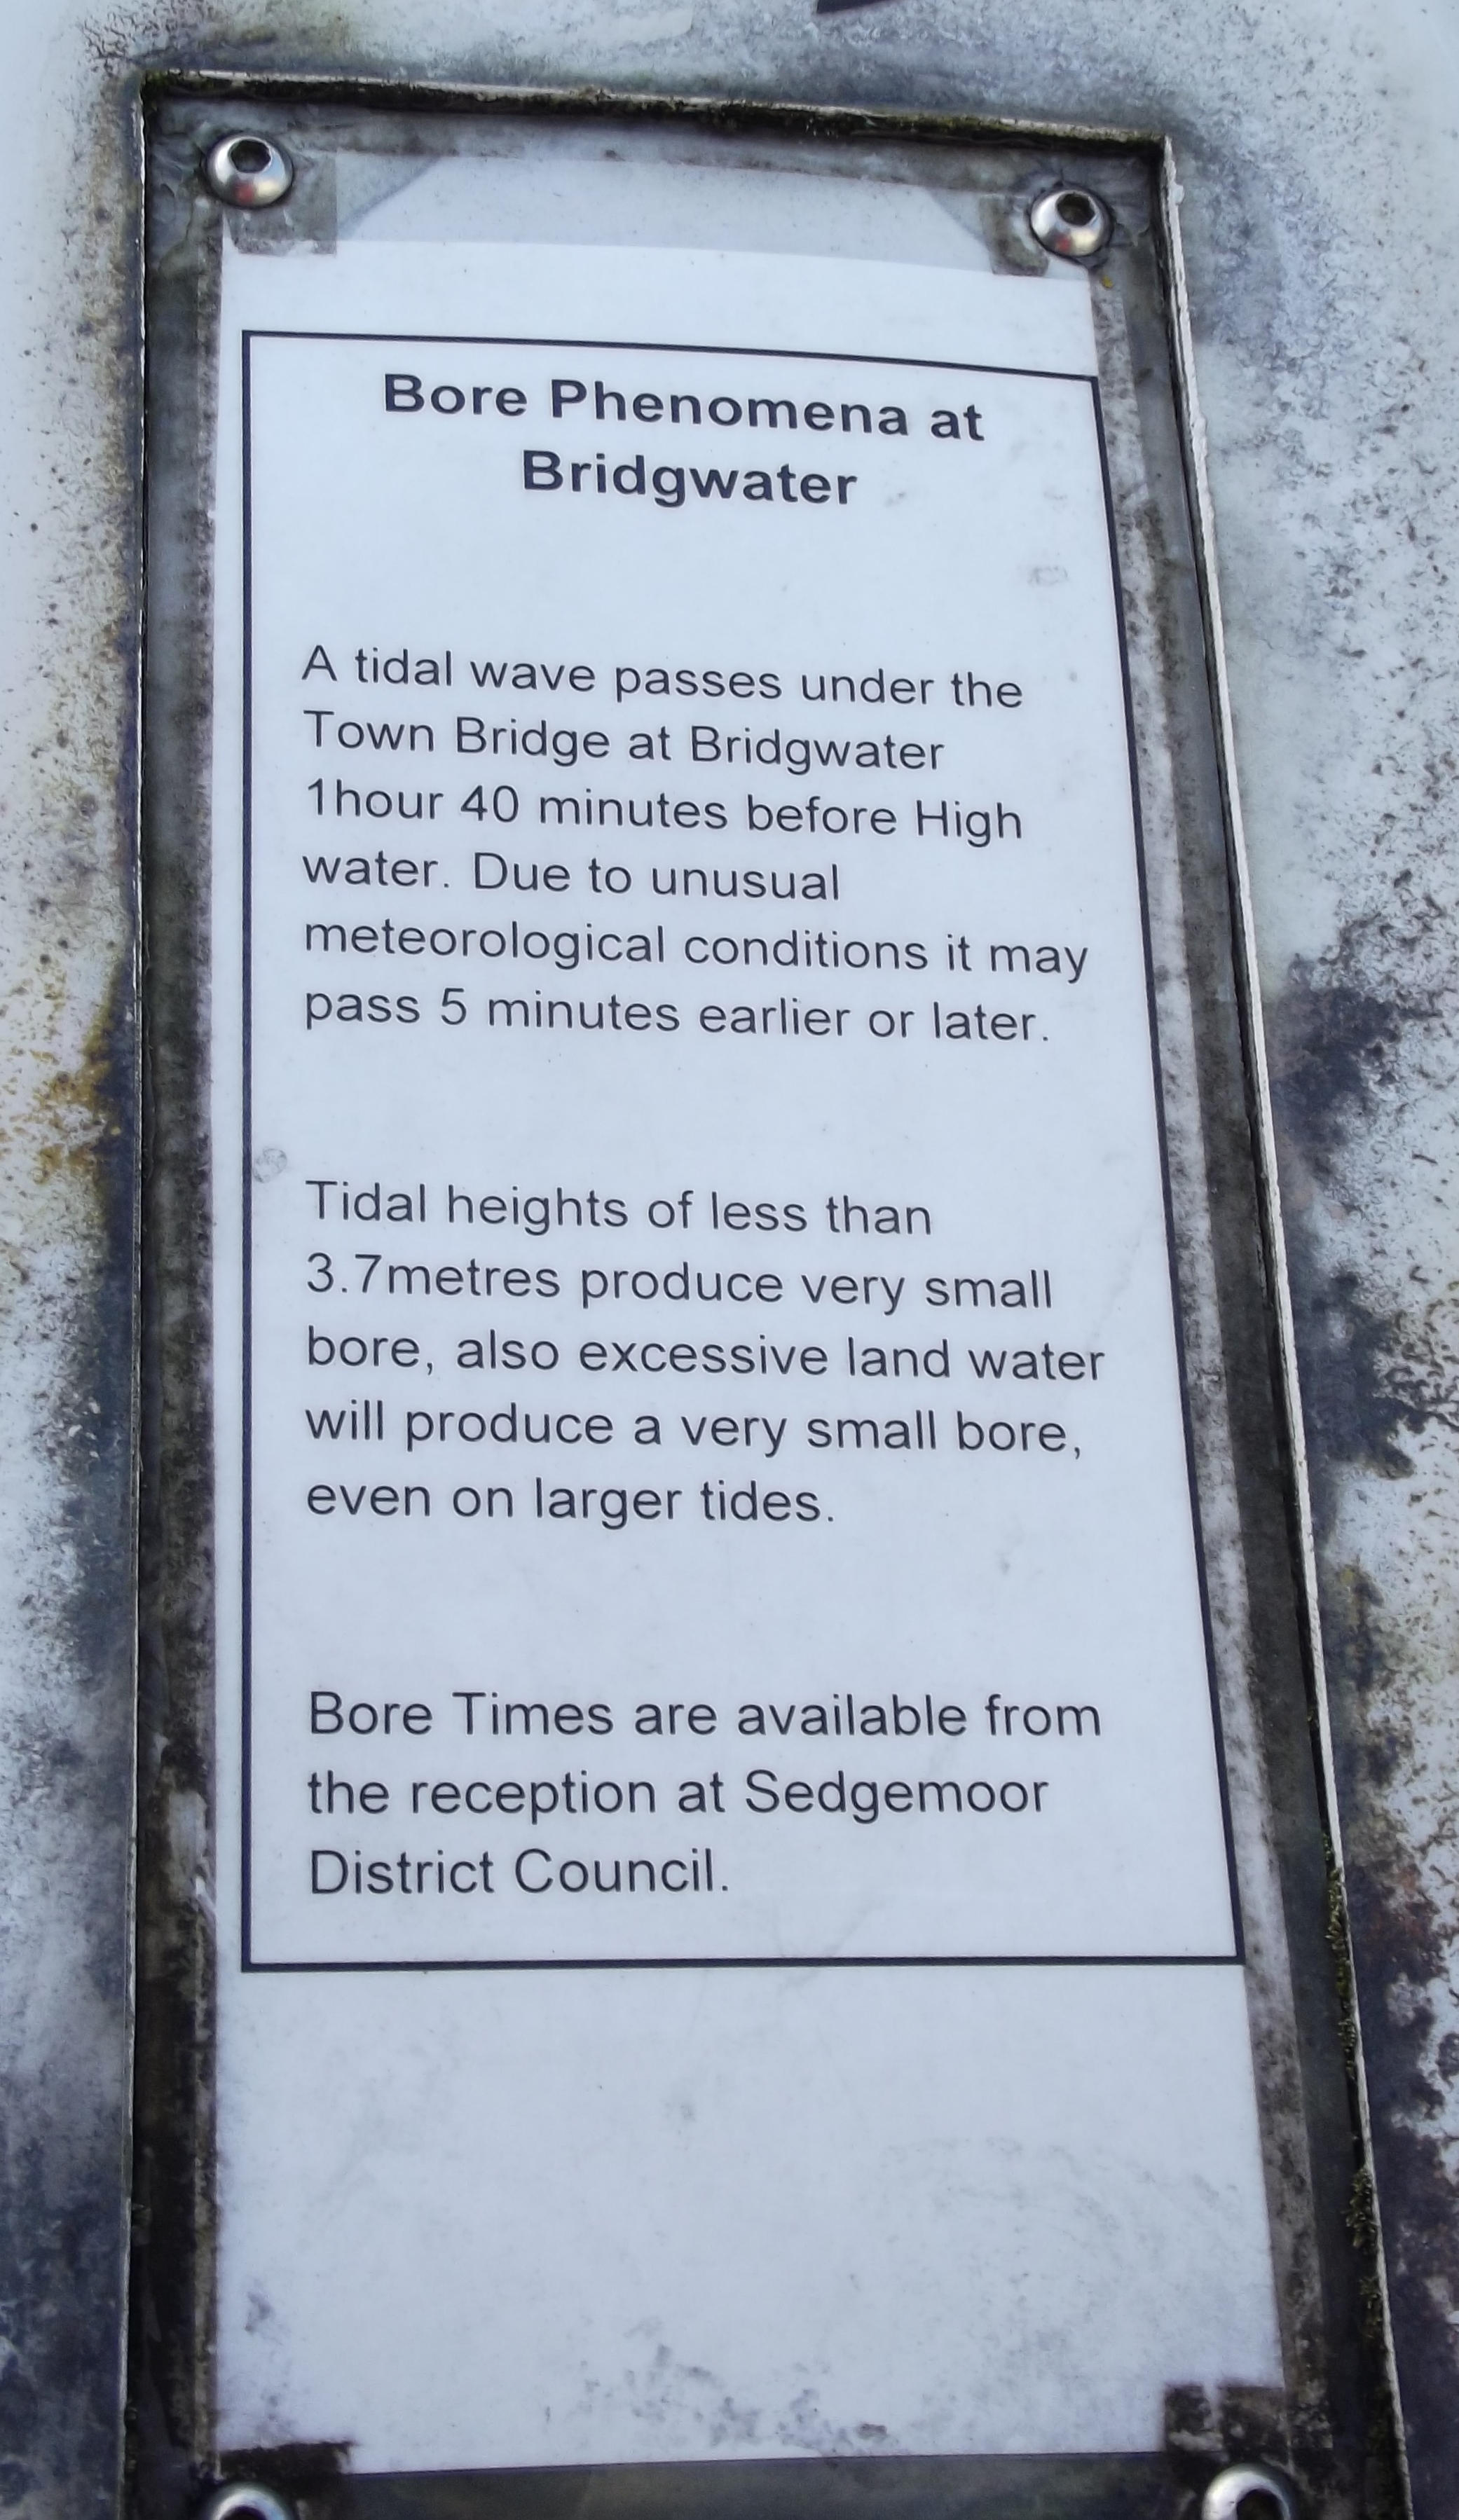 Bore Phenomena at
Bridgwater
A tidal wave passes under the
Town Bridge at Bridgwater
1hour 40 minutes before High
water. Due to unusual
meteorological conditions it may
pass 5 minutes earlier or later.
Tidal heights of less than
3.7metres produce very small
bore, also excessive land water
will produce a very small bore,
even on larger tides.
Bore Times are available from
the reception at Sedgemoor
District Council.